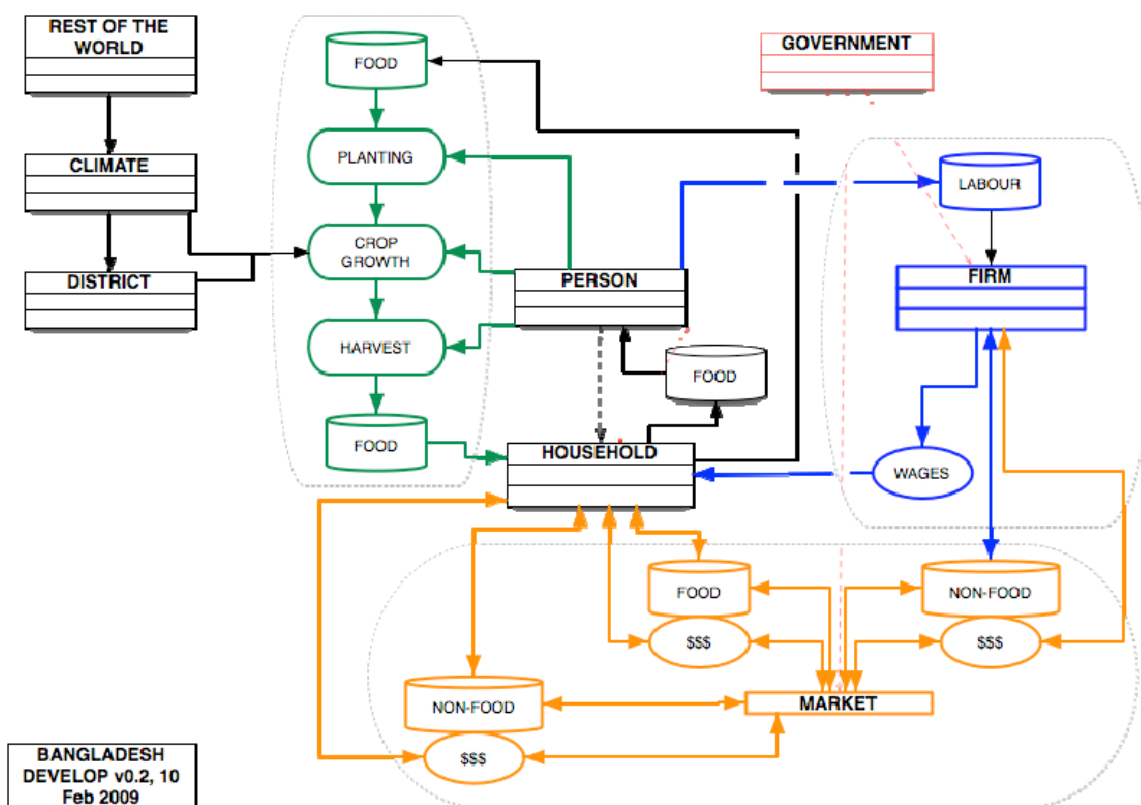 REST OF THE
WORLD
CLIMATE
DISTRICT
FOOD
PLANTING
CROP
GROWTH
HARVEST
FOOD
PERSON
FOOD
HOUSEHOLD
GOVERNMENT
LABOUR
FIRM
WAGES
FOOD
$$$
NON-FOOD
$$$
NON-FOOD
$$$
MARKET
BANGLADESH
DEVELOP v0.2, 10
Feb 2009